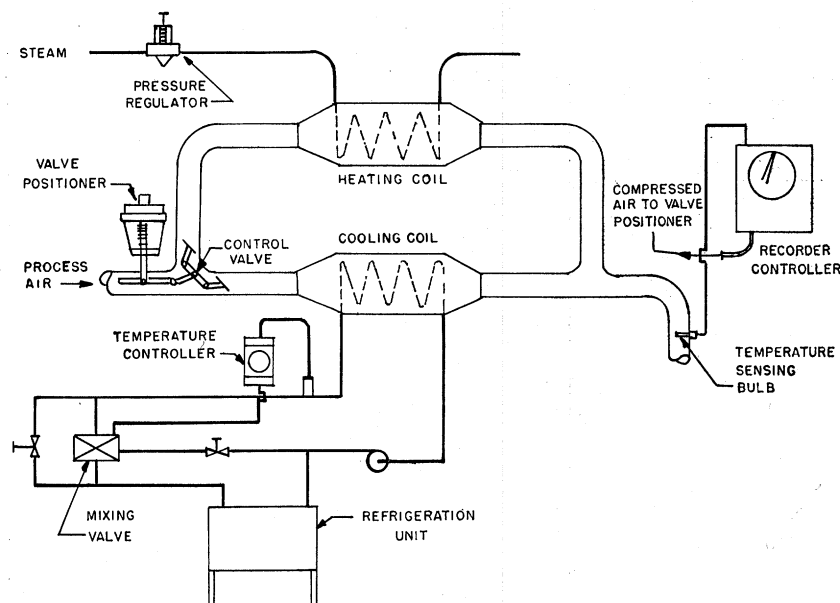 STEAM
PRESSURE
REGULATOR
VALVE
POSITIONER
HEATING COIL
COMPRESSED
AIR TO VALVE
POSITIONER
RECORDER
CONTROLLER
CONTROL
VALVE
COOLING COIL
PROCESS
AIR
TEMPERATURE
CONTROLLER
TEMPERATURE
SENSING
BULB
MIXING
VALVE
REFRIGERATION
UNIT